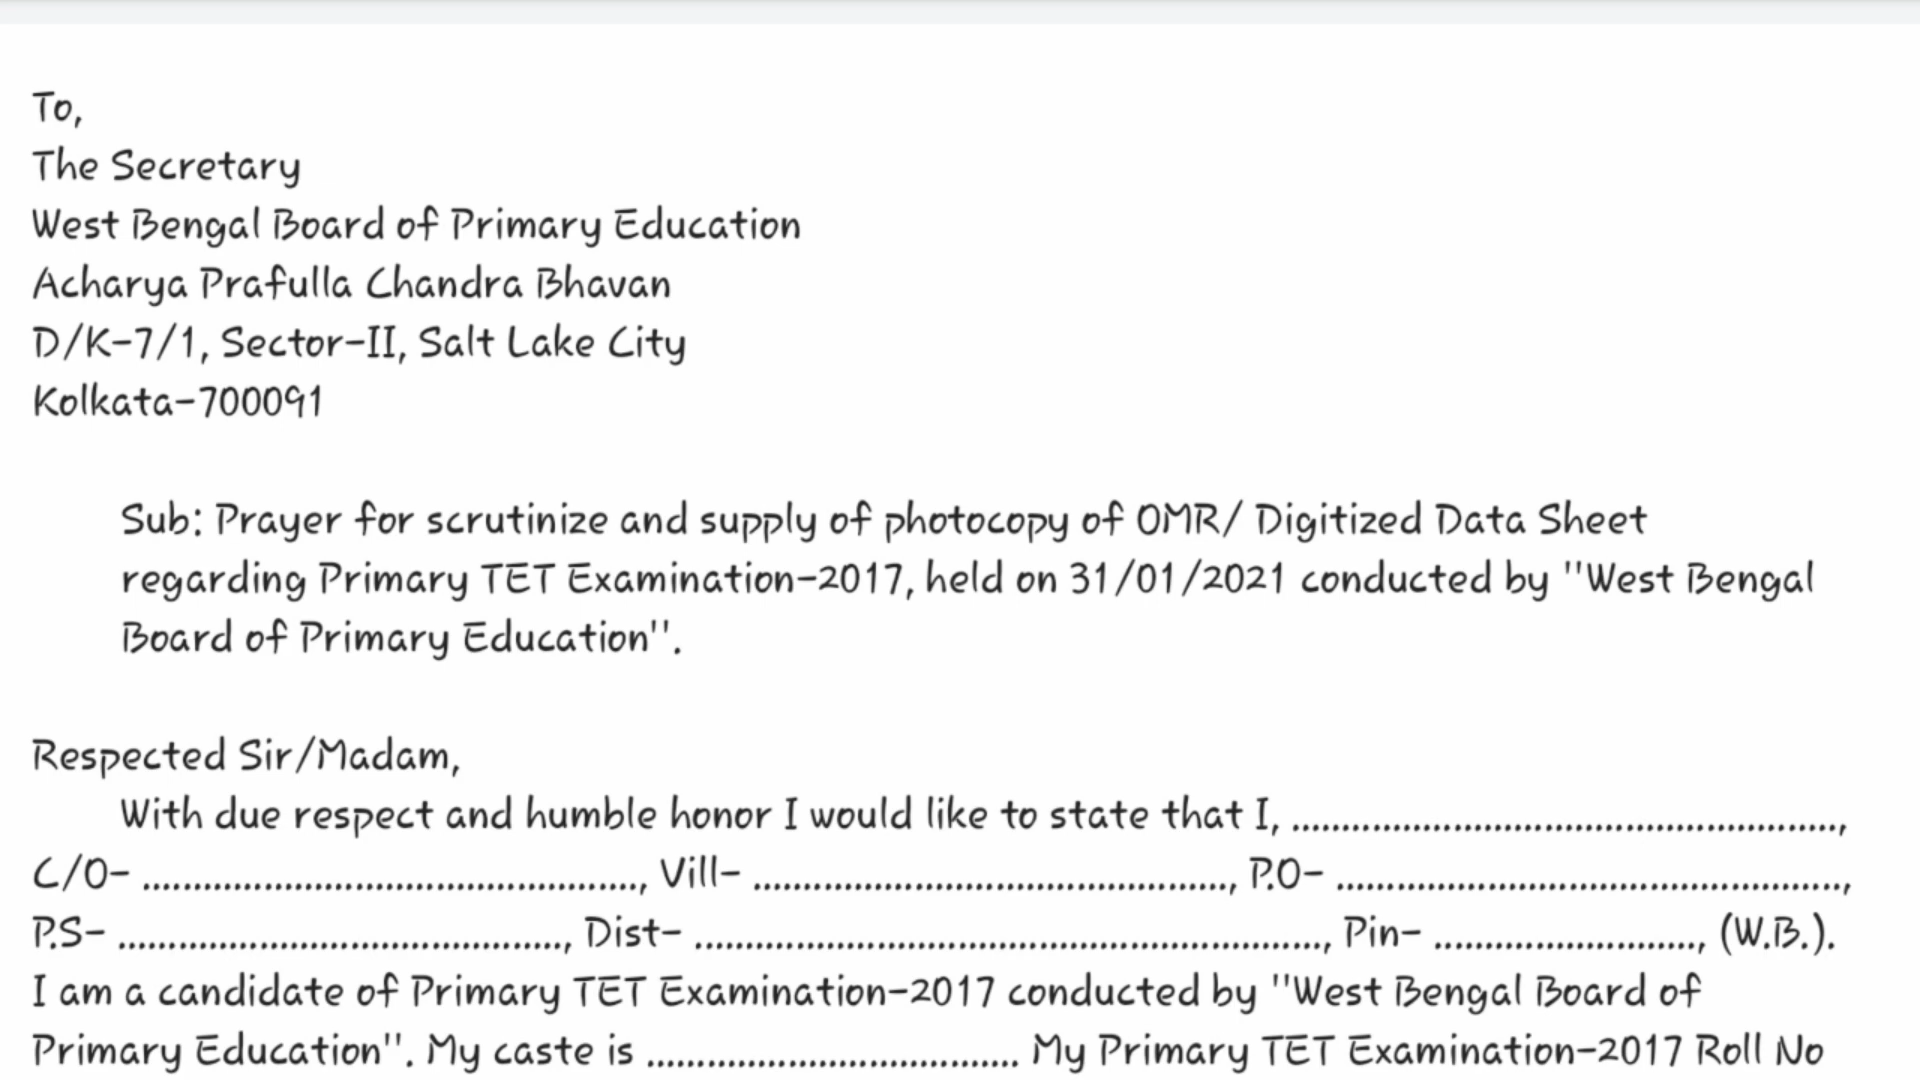 To,
The Secretary
West Bengal Board of Primary Education
Acharya Prafulla Chandra Bhavan
D/K-7/1, Sector-II, Salt Lake City
Kolkata-700091
Sub: Prayer for scrutinize and supply of photocopy of OMR/ Digitized Data Sheet
regarding Primary TET Examination-2017, held on 31/01/2021 conducted by "West Bengal
Board of Primary Education".
Respected Sir/Madam,
With due respect and humble honor I would like to state that I, ......................................................,
C/O- ................................................., Vill- ..............................................., P.O- ..................................................,
P.S- ............................................, Dist- .............................................................., Pin- .........................., (W.B.).
I am a candidate of Primary TET Examination-2017 conducted by "West Bengal Board of
Primary Education". My caste is ..................................... My Primary TET Examination-2017 Roll No